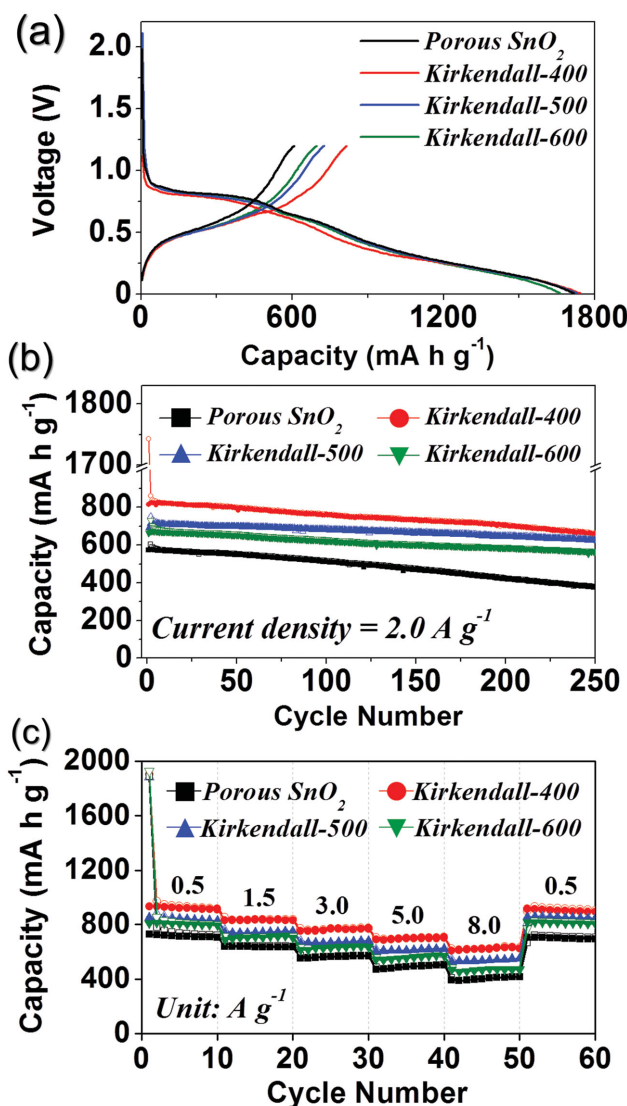 (a)
2.0
1.5
1.0
0.5
0
Voltage (V)
Porous SnO2
Kirkendall-400
Kirkendall-500
Kirkendall-600
0 600 1200 1800
Capacity (mA h g-1)
(b)
1800
1700
800
600
400
200
0
Capacity (mA h g-1)
Porous SnO2 Kirkendall-400
Kirkendall-500 Kirkendall-600
Current density = 2.0 A g-1
0 50 100 150 200 250
Cycle Number
(c)
2000
1600
1200
800
400
0
Capacity (mA h g-1)
Porous SnO2 Kirkendall-400
Kirkendall-500 Kirkendall-600
0.5 1.5 3.0 5.0 8.0 0.5
Unit: A g-1
0 10 20 30 40 50 60
Cycle Number